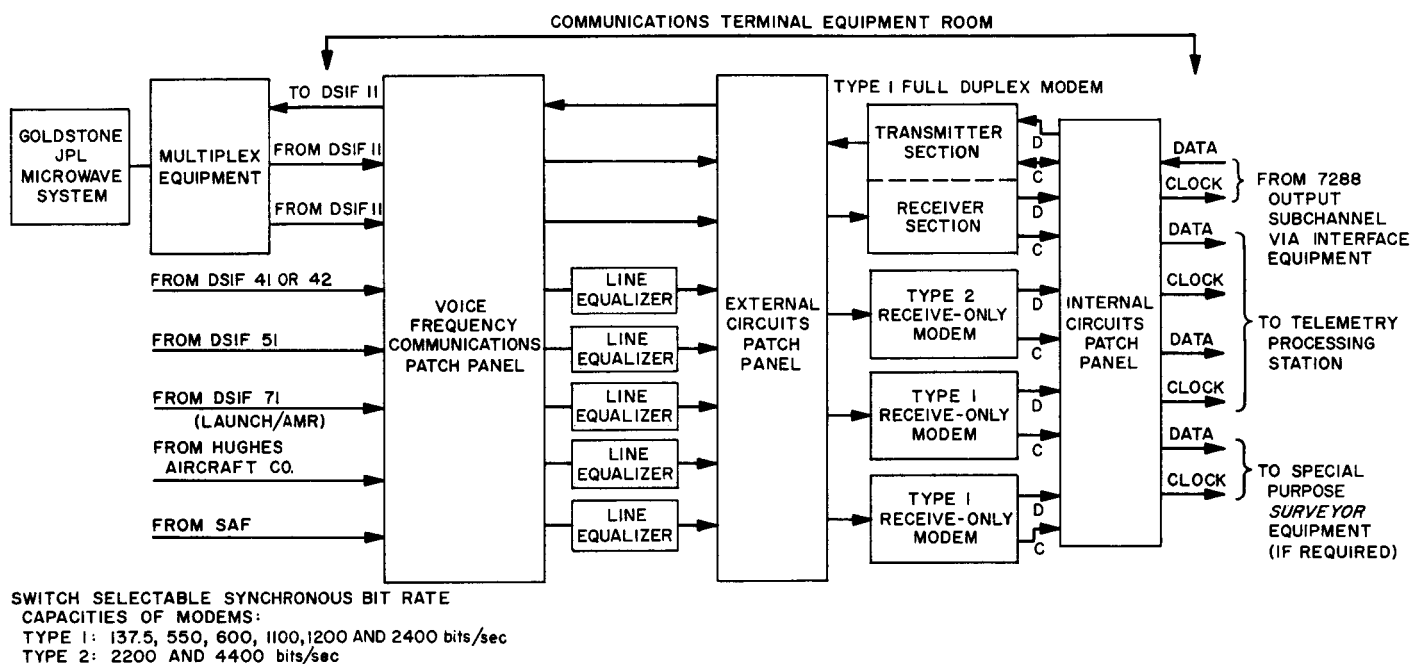 COMMUNICATIONS TERMINAL EQUIPMENT ROOM
GOLDSTONE
JPL
MICROWAVE
SYSTEM
MULTIPLEX
EQUIPMENT
TO DSIF 11
FROM DSIF 11
FROM DSIF 11
FROM DSIF 41 OR 42
FROM DSIF 51
FROM DSIF 71
(LAUNCH/AMR)
FROM HUGHES
AIRCRAFT CO.
FROM SAF
VOICE
FREQUENCY
COMMUNICATIONS
PATCH PANEL
LINE
EQUALIZER
LINE
EQUALIZER
LINE
EQUALIZER
LINE
EQUALIZER
LINE
EQUALIZER
EXTERNAL
CIRCUITS
PATCH
PANEL
TYPE 1 FULL DUPLEX MODEM
TRANSMITTER
SECTION
RECEIVER
SECTION
D
C
D
C
TYPE 2
RECEIVE-ONLY
MODEM
D
C
TYPE 1
RECEIVE-ONLY
MODEM
D
C
TYPE 1
RECEIVE-ONLY
MODEM
D
C
INTERNAL
CIRCUITS
PATCH
PANEL
DATA
CLOCK
DATA
CLOCK
DATA
CLOCK
DATA
CLOCK
FROM 7288
OUTPUT
SUBCHANNEL
VIA INTERFACE
EQUIPMENT
TO TELEMETRY
PROCESSING
STATION
TO SPECIAL
PURPOSE
SURVEYOR
EQUIPMENT
(IF REQUIRED)
SWITCH SELECTABLE SYNCHRONOUS BIT RATE
CAPACITIES OF MODEMS:
TYPE 1: 137.5, 550, 600, 1100, 1200 AND 2400 bits/sec
TYPE 2: 2200 AND 4400 bits/sec